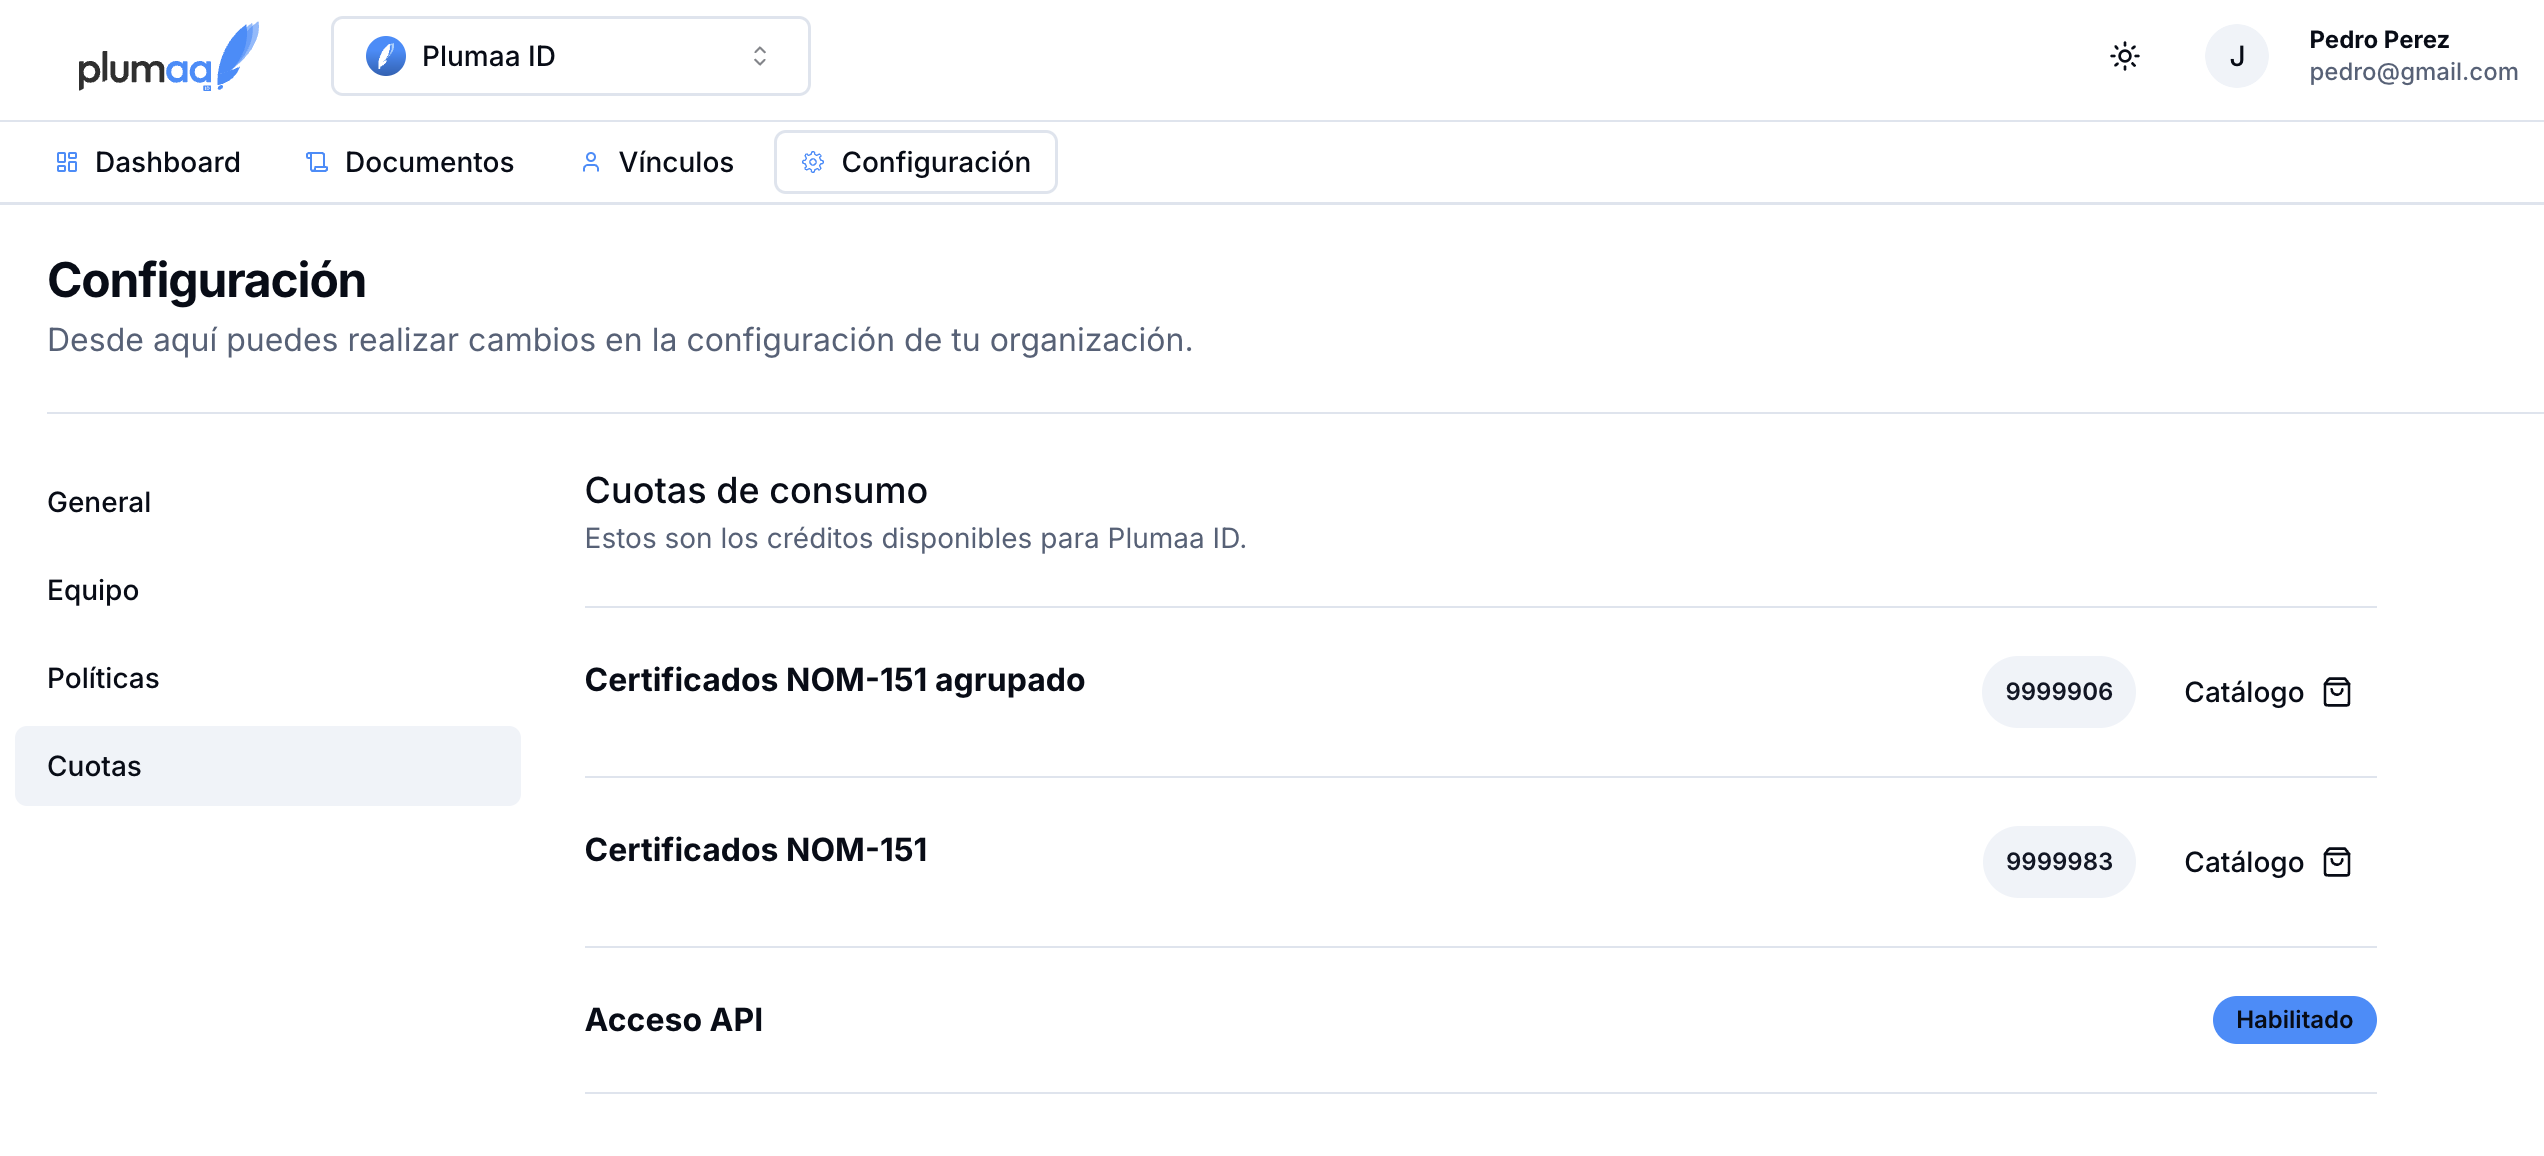 plumaa
Plumaa ID
J
Pedro Perez
pedro@gmail.com
Dashboard
Documentos
Vínculos
Configuración
Configuración
Desde aquí puedes realizar cambios en la configuración de tu organización.
General
Equipo
Políticas
Cuotas
Cuotas de consumo
Estos son los créditos disponibles para Plumaa ID.
Certificados NOM-151 agrupado
9999906
Catálogo
Certificados NOM-151
9999983
Catálogo
Acceso API
Habilitado